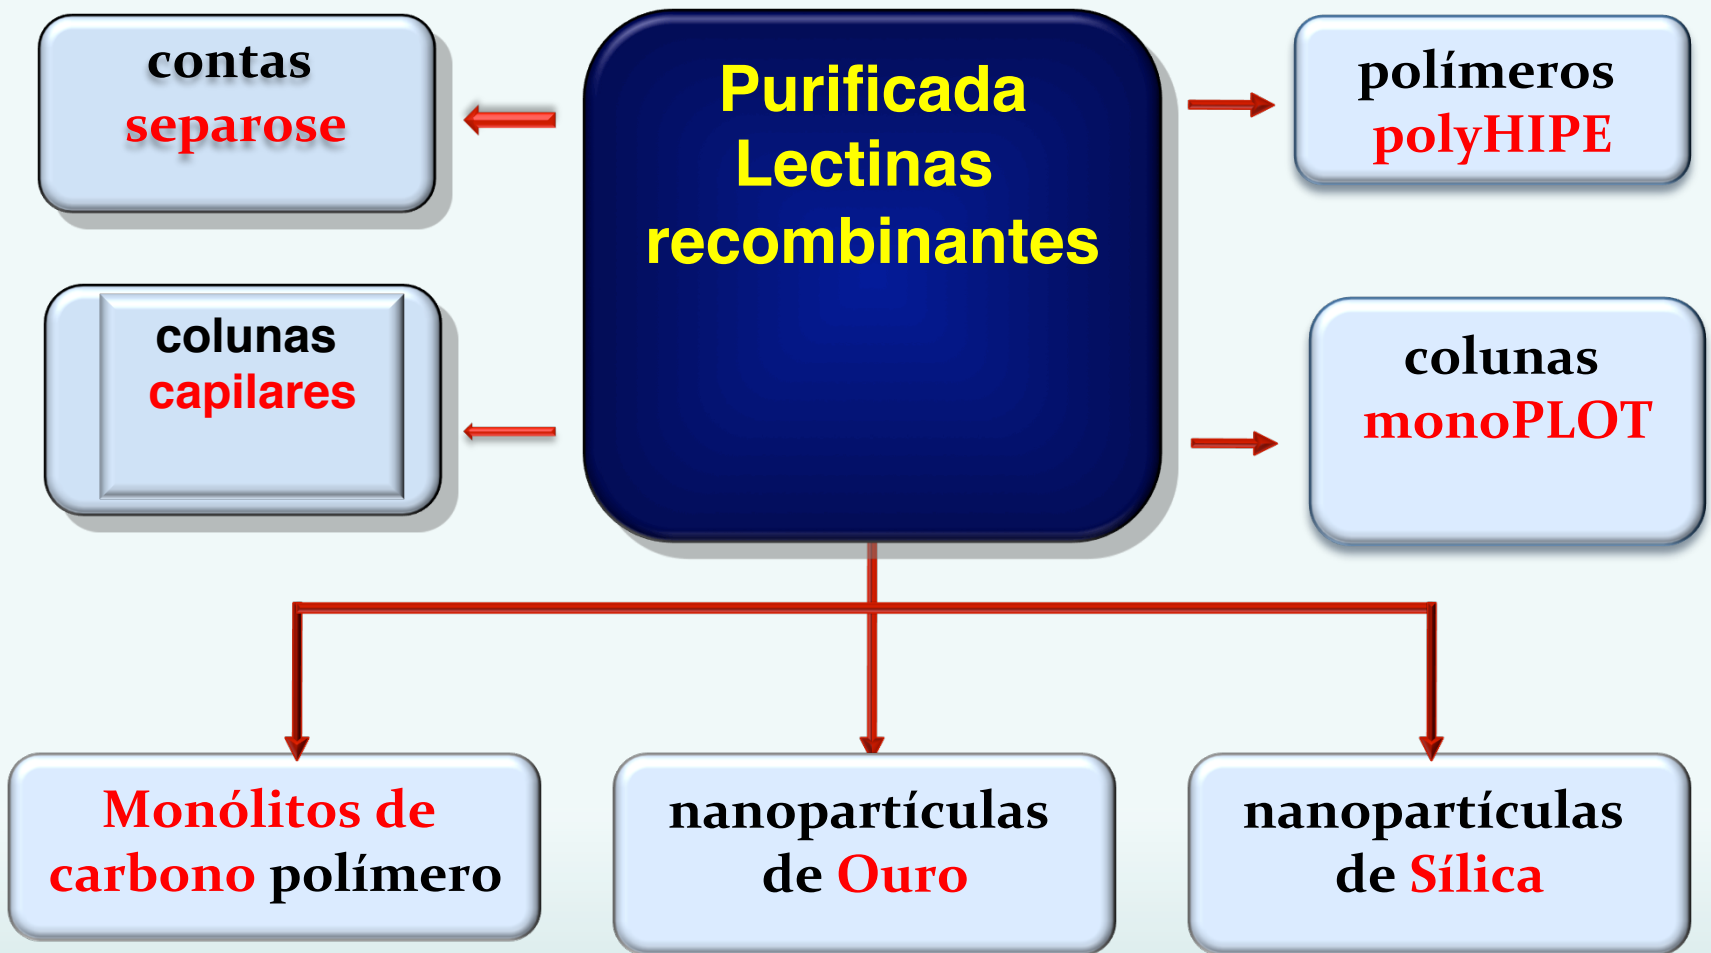 contas
separose
Purificada
Lectinas
recombinantes
polímeros
polyHIPE
colunas
capilares
colunas
monoPLOT
Monólitos de
carbono polímero
nanopartículas
de Ouro
nanopartículas
de Sílica